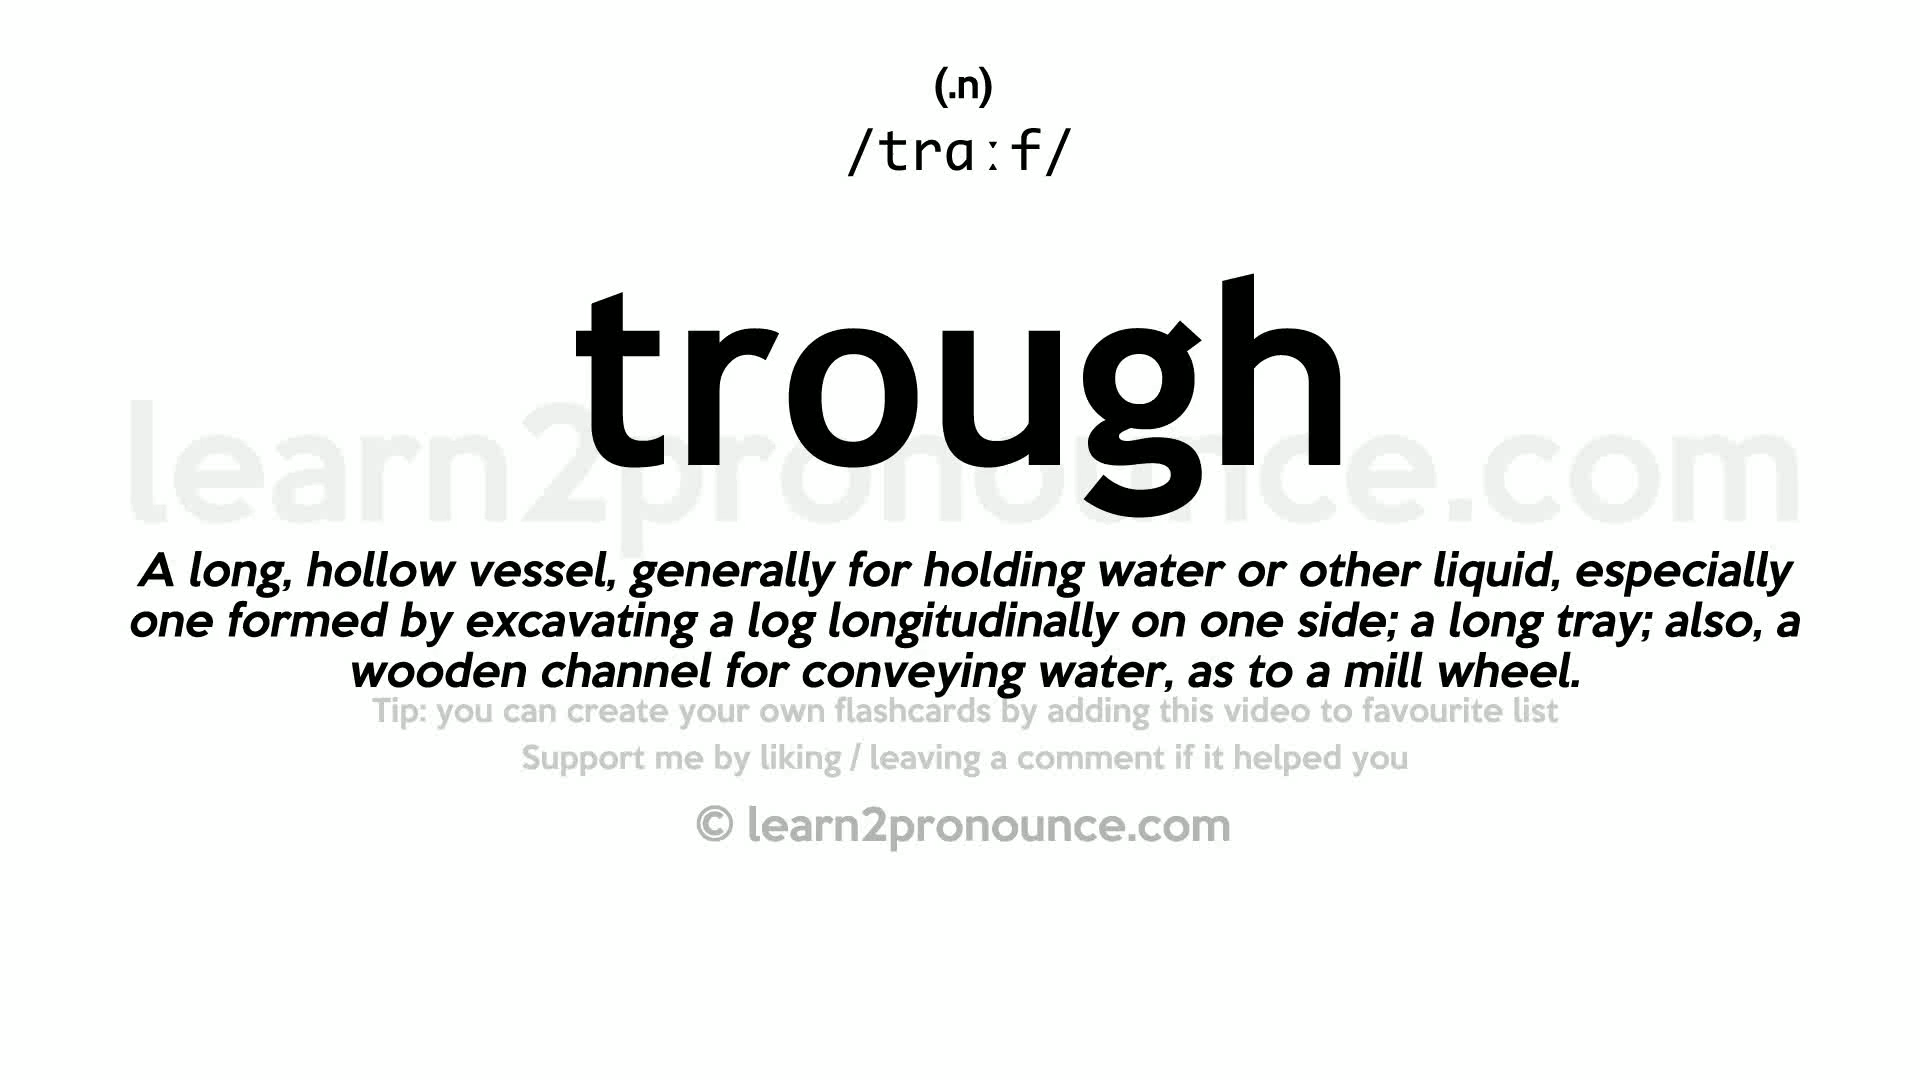 (.n)
/trɑːf/
trough
learn2pronounce.com
A long, hollow vessel, generally for holding water or other liquid, especially
one formed by excavating a log longitudinally on one side; a long tray; also, a
wooden channel for conveying water, as to a mill wheel.
Tip: you can create your own flashcards by adding this video to favourite list
Support me by liking / leaving a comment if it helped you
© learn2pronounce.com